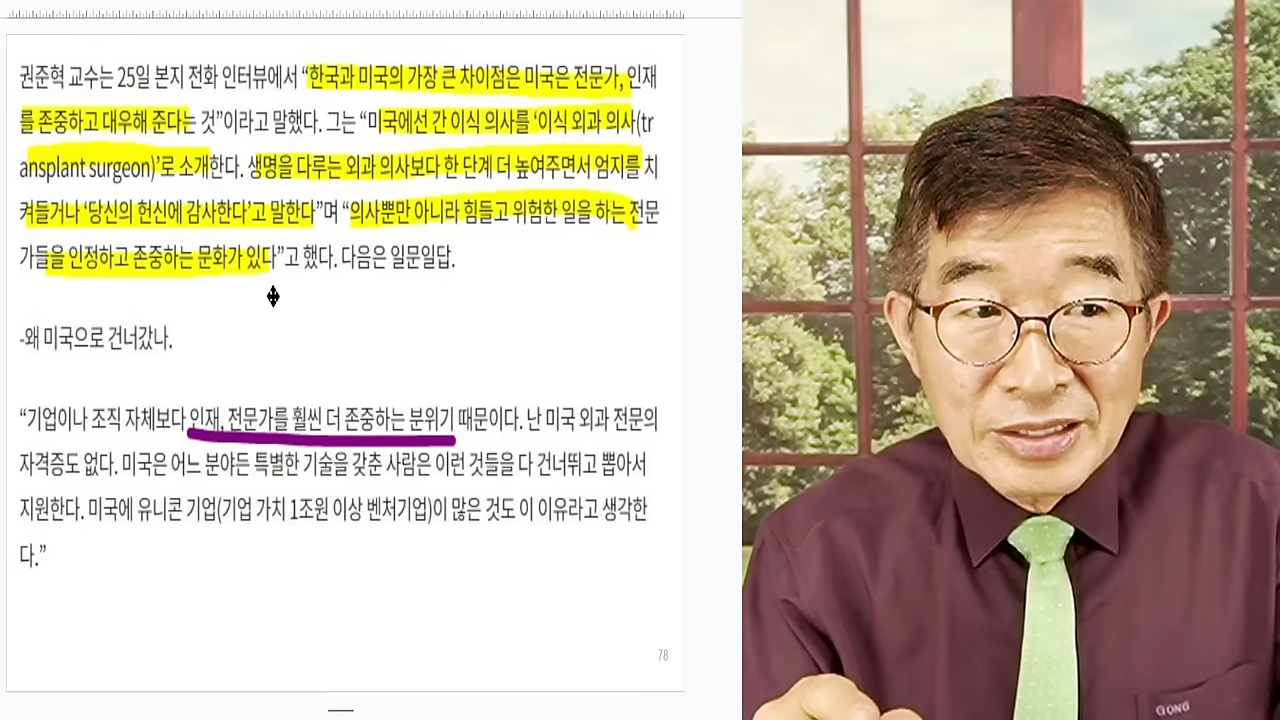 권준혁 교수는 25일 본지 전화 인터뷰에서 “한국과 미국의 가장 큰 차이점은 미국은 전문가, 인재
를 존중하고 대우해 준다는 것”이라고 말했다. 그는 “미국에선 간 이식 의사를 ‘이식 외과 의사(tr
ansplant surgeon)’로 소개한다. 생명을 다루는 외과 의사보다 한 단계 더 높여주면서 엄지를 치
켜들거나 ‘당신의 헌신에 감사한다’고 말한다”며 “의사뿐만 아니라 힘들고 위험한 일을 하는 전문
가들을 인정하고 존중하는 문화가 있다”고 했다. 다음은 일문일답.
-왜 미국으로 건너갔나.
“기업이나 조직 자체보다 인재, 전문가를 훨씬 더 존중하는 분위기 때문이다. 난 미국 외과 전문의
자격증도 없다. 미국은 어느 분야든 특별한 기술을 갖춘 사람은 이런 것들을 다 건너뛰고 뽑아서
지원한다. 미국에 유니콘 기업(기업 가치 1조원 이상 벤처기업)이 많은 것도 이 이유라고 생각한
다.”
78
GONG